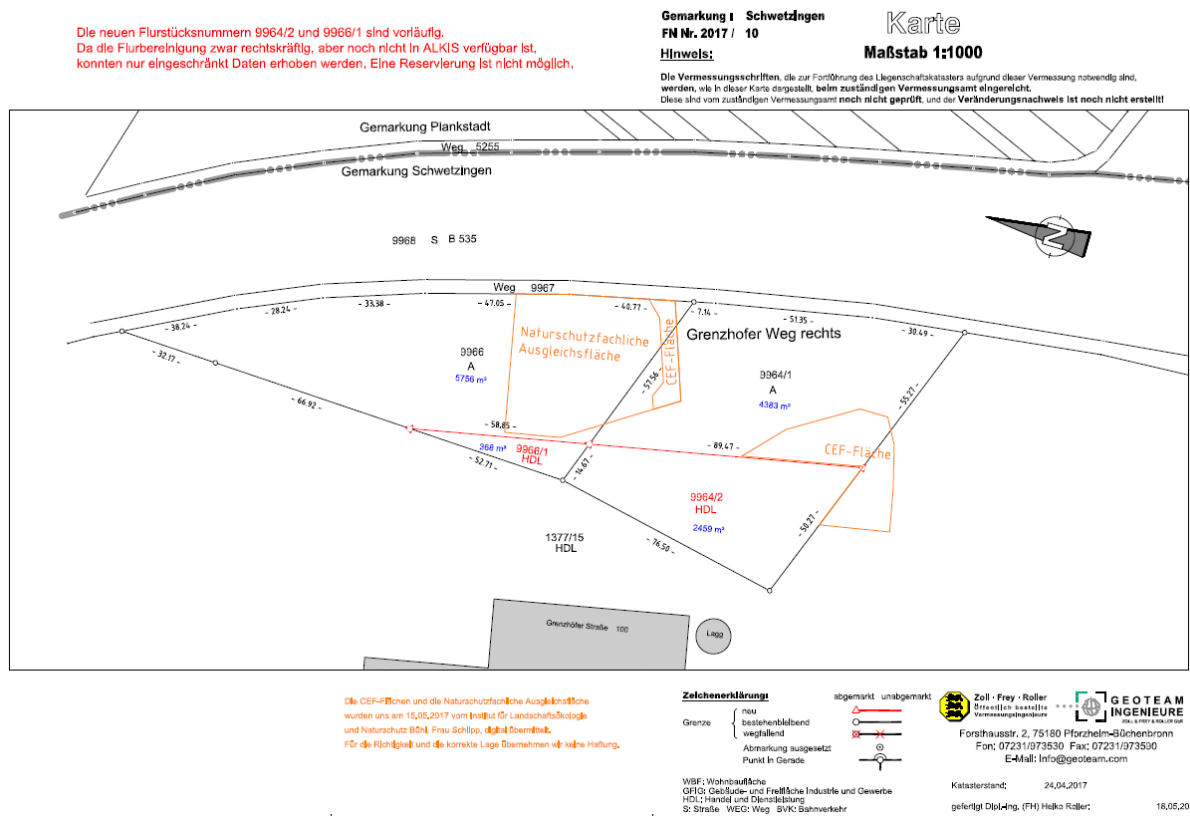 Die neuen Flurstücksnummern 9964/2 und 9966/1 sind vorläufig.
Da die Flurbereinigung zwar rechtskräftig, aber noch nicht in ALKIS verfügbar ist,
konnten nur eingeschränkt Daten erhoben werden. Eine Reservierung ist nicht möglich.
Gemarkung : Schwetzingen
FN Nr. 2017 / 10
Hinweis:
Karte
Maßstab 1:1000
Die Vermessungsschriften, die zur Fortführung des Liegenschaftskatasters aufgrund dieser Vermessung notwendig sind,
werden, wie in dieser Karte dargestellt, beim zuständigen Vermessungsamt eingereicht.
Diese sind vom zuständigen Vermessungsamt noch nicht geprüft, und der Veränderungsnachweis ist noch nicht erstellt!
Gemarkung Plankstadt
Weg 5255
Gemarkung Schwetzingen
N
9968 S B 535
Weg 9967
- 38.24 -
- 28.24 -
- 33.38 -
- 47.05 -
- 40.77 -
- 7.14 -
- 51.35 -
- 30.49 -
- 32.17 -
Naturschutzfachliche
Ausgleichsfläche
CEF-Fläche
Grenzhofer Weg rechts
9966
A
5756 m²
- 57.56 -
9964/1
A
4383 m²
- 55.27 -
- 66.92 -
- 58.85 -
- 89.47 -
CEF-Fläche
368 m²
9966/1
HDL
- 52.71 -
- 14.67 -
9964/2
HDL
2459 m²
- 50.27 -
1377/15
HDL
- 76.50 -
Grenzhöfer Straße 100
Lagg
Die CEF-Flächen und die Naturschutzfachliche Ausgleichsfläche
wurden uns am 15.05.2017 vom Institut für Landschaftsökologie
und Naturschutz Bühl, Frau Schlipp, digital übermittelt.
Für die Richtigkeit und die korrekte Lage übernehmen wir keine Haftung.
Zeichenerklärung:
abgemarkt unabgemarkt
Grenze
neu
bestehenbleibend
wegfallend
Abmarkung ausgesetzt
Punkt in Gerade
WBF: Wohnbaufläche
GFIG: Gebäude- und Freifläche Industrie und Gewerbe
HDL: Handel und Dienstleistung
S: Straße WEG: Weg BVK: Bahnverkehr
Zoll · Frey · Roller
Öffentlich bestellte
Vermessungsingenieure
GEOTEAM
INGENIEURE
ZOLL & FREY & ROLLER GbR
Forsthausstr. 2, 75180 Pforzheim-Büchenbronn
Fon: 07231/973530 Fax: 07231/973590
E-Mail: info@geoteam.com
Katasterstand: 24.04.2017
gefertigt Dipl.-Ing. (FH) Heiko Roller: 18.05.20